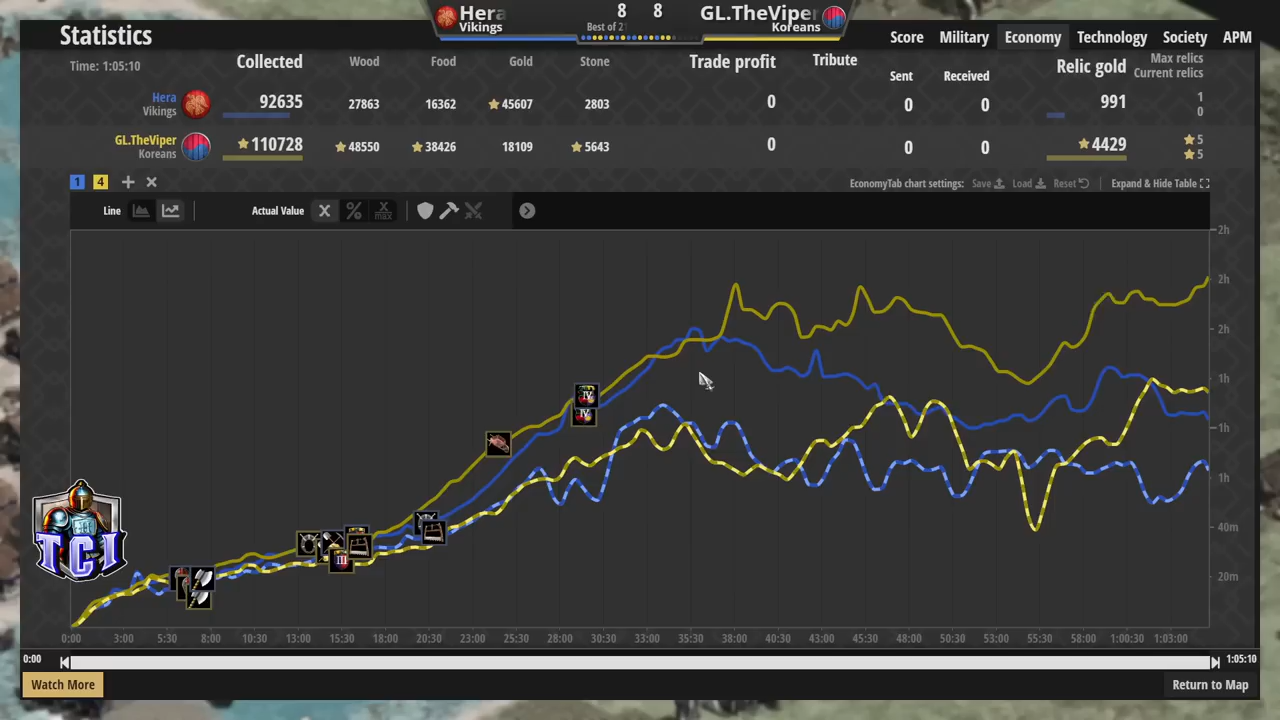 Hera 8 8 GL.TheViper
Vikings Best of 21 Koreans
Statistics
Score Military Economy Technology Society APM
Time: 1:05:10
Collected Wood Food Gold Stone Trade profit Tribute Sent Received Relic gold Max relics
Current relics
Hera
Vikings
92635 27863 16362 45607 2803 0 0 0 991 1
0
GL.TheViper
Koreans
110728 48550 38426 18109 5643 0 0 0 4429 5
5
1 4 EconomyTab chart settings: Save Load Reset Expand & Hide Table
Line Actual Value X % X
max
2h
2h
2h
1h
1h
1h
40m
20m
IV
IV
III
TCI
0:00 3:00 5:30 8:00 10:30 13:00 15:30 18:00 20:30 23:00 25:30 28:00 30:30 33:00 35:30 38:00 40:30 43:00 45:30 48:00 50:30 53:00 55:30 58:00 1:00:30 1:03:00
0:00 1:05:10
Watch More Return to Map